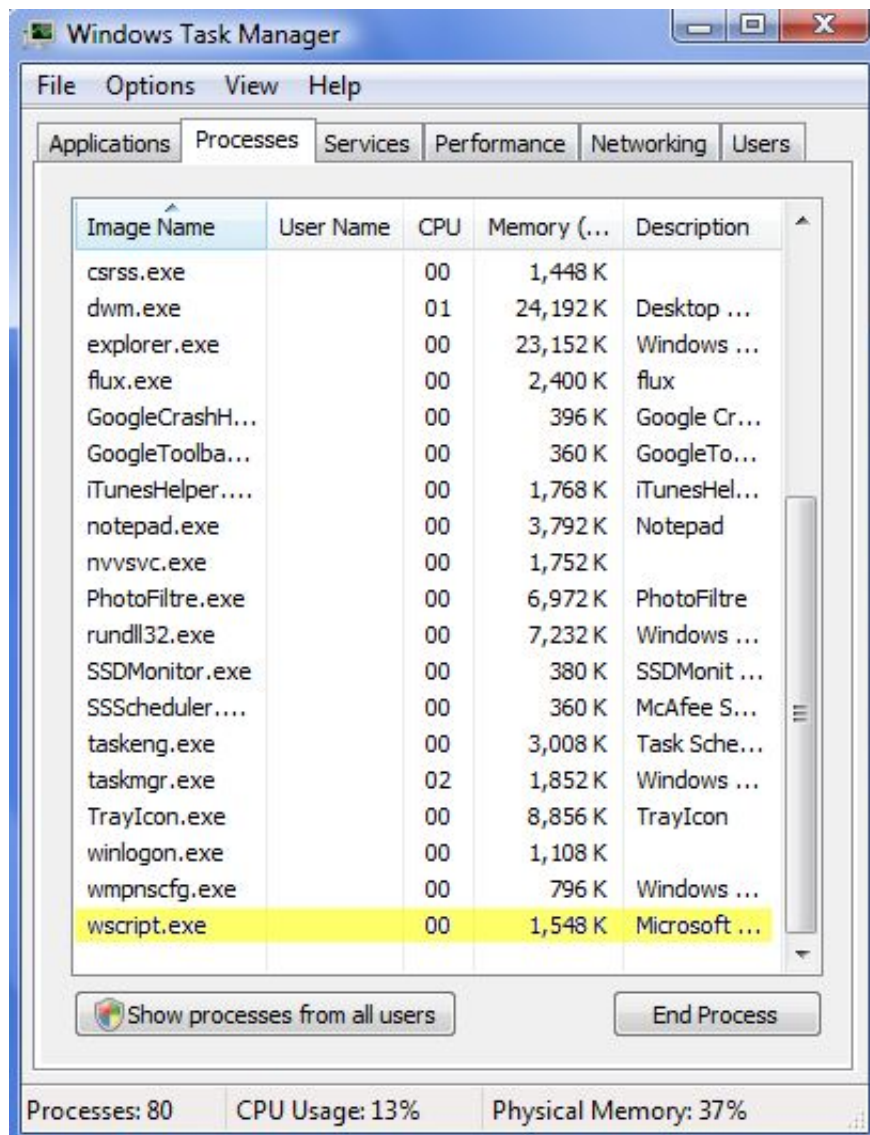 Windows Task Manager
File Options View Help
Applications Processes Services Performance Networking Users
Image Name User Name CPU Memory (... Description
csrss.exe 00 1,448 K
dwm.exe 01 24,192 K Desktop ...
explorer.exe 00 23,152 K Windows ...
flux.exe 00 2,400 K flux
GoogleCrashH... 00 396 K Google Cr...
GoogleToolba... 00 360 K GoogleTo...
iTunesHelper.... 00 1,768 K iTunesHel...
notepad.exe 00 3,792 K Notepad
nvvsvc.exe 00 1,752 K
PhotoFiltre.exe 00 6,972 K PhotoFiltre
rundll32.exe 00 7,232 K Windows ...
SSDMonitor.exe 00 380 K SSDMonit ...
SSScheduler.... 00 360 K McAfee S...
taskeng.exe 00 3,008 K Task Sche...
taskmgr.exe 02 1,852 K Windows ...
TrayIcon.exe 00 8,856 K TrayIcon
winlogon.exe 00 1,108 K
wmpnscfg.exe 00 796 K Windows ...
wscript.exe 00 1,548 K Microsoft ...
Show processes from all users End Process
Processes: 80 CPU Usage: 13% Physical Memory: 37%